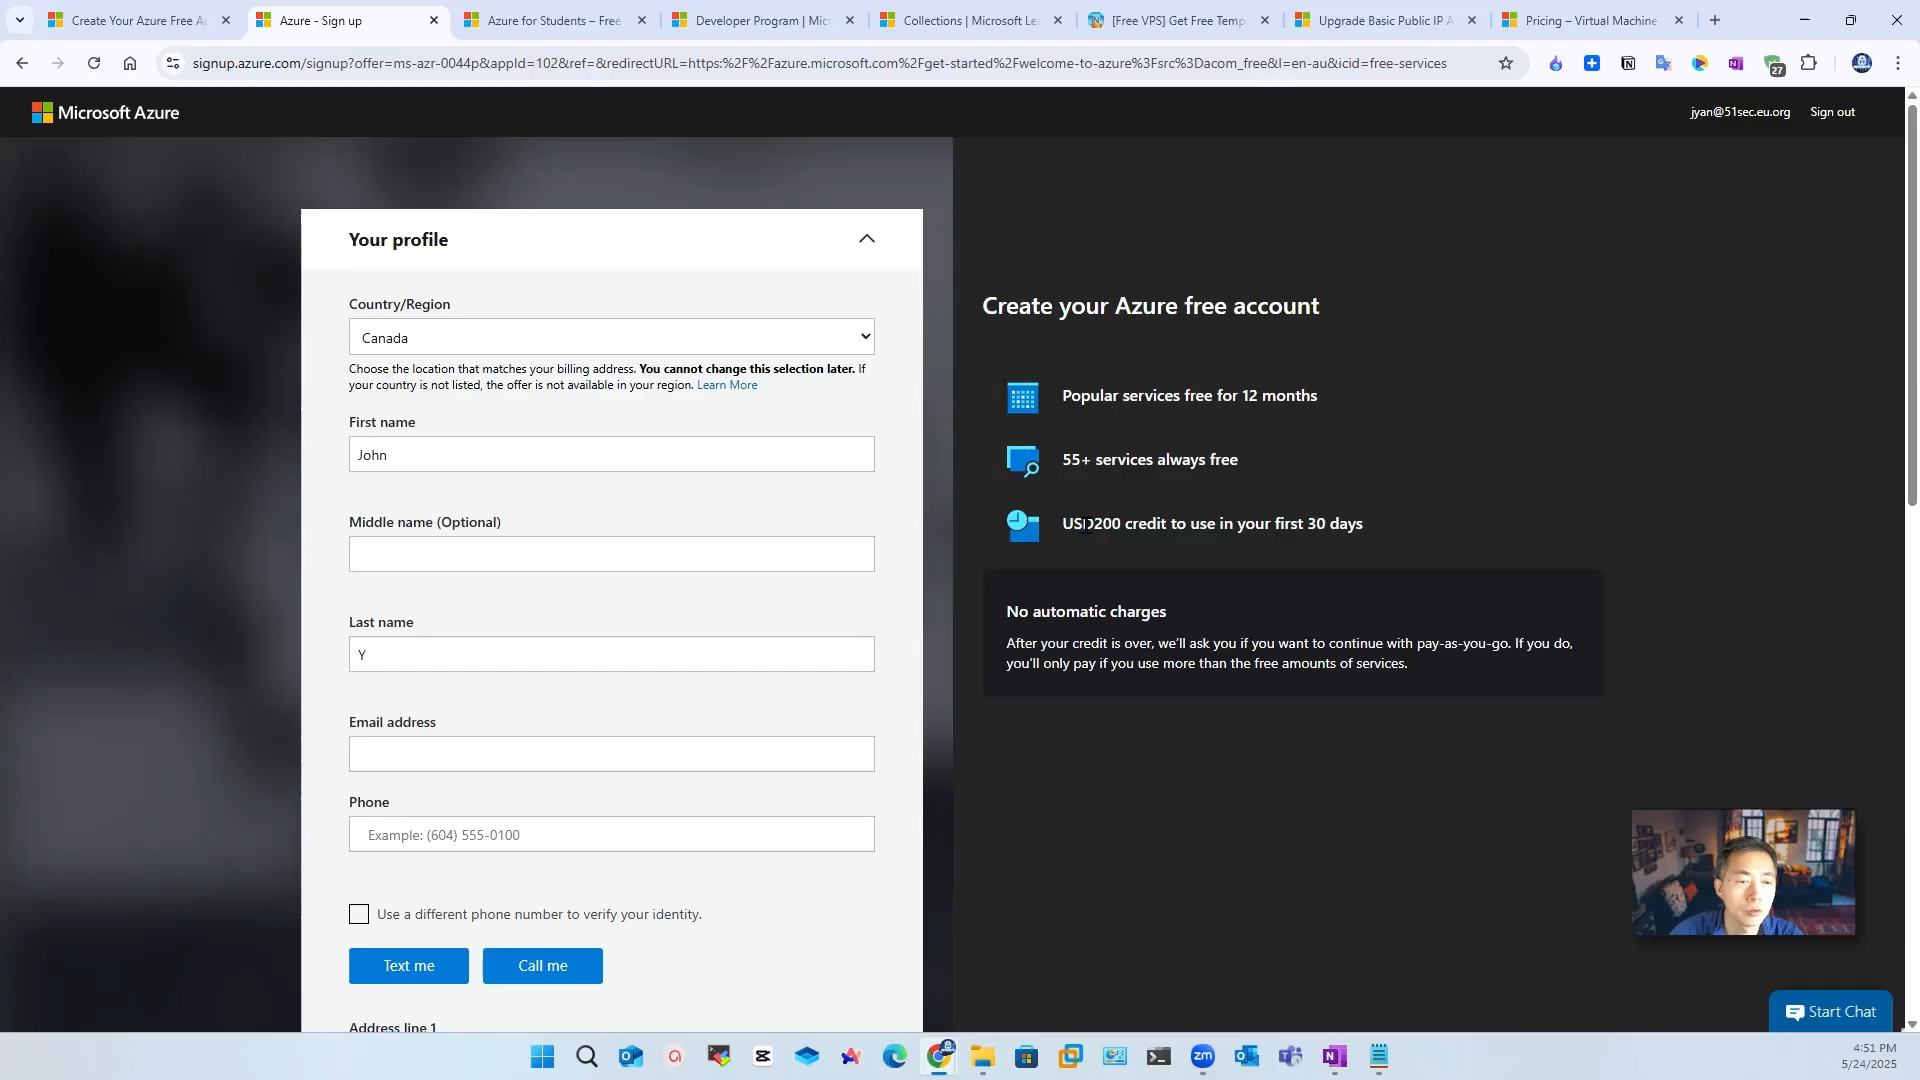 Create Your Azure Free Ac
Azure - Sign up
Azure for Students – Free
Developer Program | Micr
Collections | Microsoft Le
[Free VPS] Get Free Temp
Upgrade Basic Public IP A
Pricing – Virtual Machine
signup.azure.com/signup?offer=ms-azr-0044p&appId=102&ref=&redirectURL=https:%2F%2Fazure.microsoft.com%2Fget-started%2Fwelcome-to-azure%3Fsrc%3Dacom_free&l=en-au&icid=free-services
27
Microsoft Azure
jyan@51sec.eu.org
Sign out
Your profile
Country/Region
Canada
Choose the location that matches your billing address. You cannot change this selection later. If
your country is not listed, the offer is not available in your region. Learn More
First name
John
Middle name (Optional)
Last name
Y
Email address
Phone
Example: (604) 555-0100
Use a different phone number to verify your identity.
Text me
Call me
Address line 1
Create your Azure free account
Popular services free for 12 months
55+ services always free
USD200 credit to use in your first 30 days
No automatic charges
After your credit is over, we’ll ask you if you want to continue with pay-as-you-go. If you do,
you’ll only pay if you use more than the free amounts of services.
Start Chat
zm
4:51 PM
5/24/2025